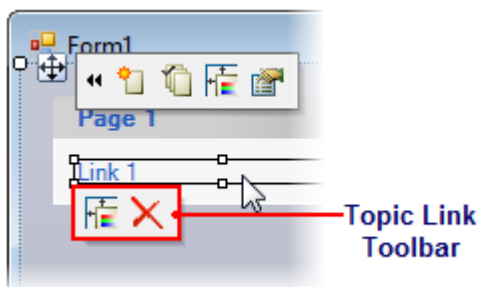 Form1
Page 1
Link 1
Topic Link
Toolbar